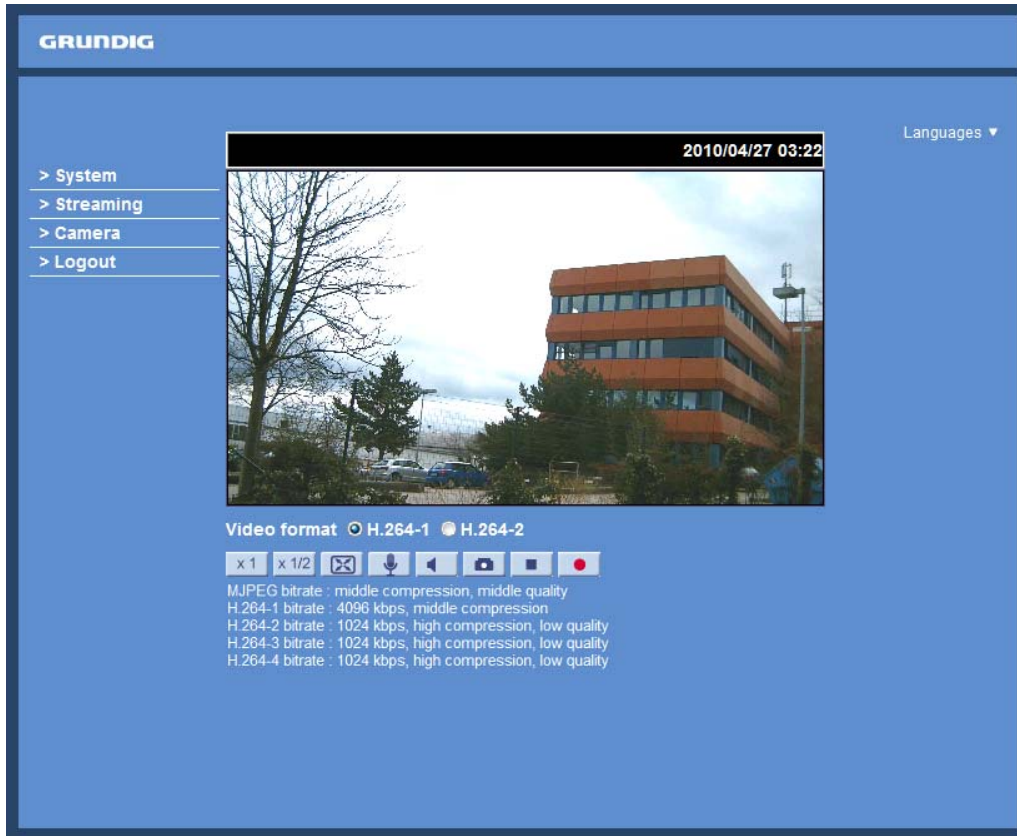 GRUNDIG
Languages ▼
2010/04/27 03:22
> System
> Streaming
> Camera
> Logout
Video format H.264-1 H.264-2
x 1 x 1/2
MJPEG bitrate : middle compression, middle quality
H.264-1 bitrate : 4096 kbps, middle compression
H.264-2 bitrate : 1024 kbps, high compression, low quality
H.264-3 bitrate : 1024 kbps, high compression, low quality
H.264-4 bitrate : 1024 kbps, high compression, low quality